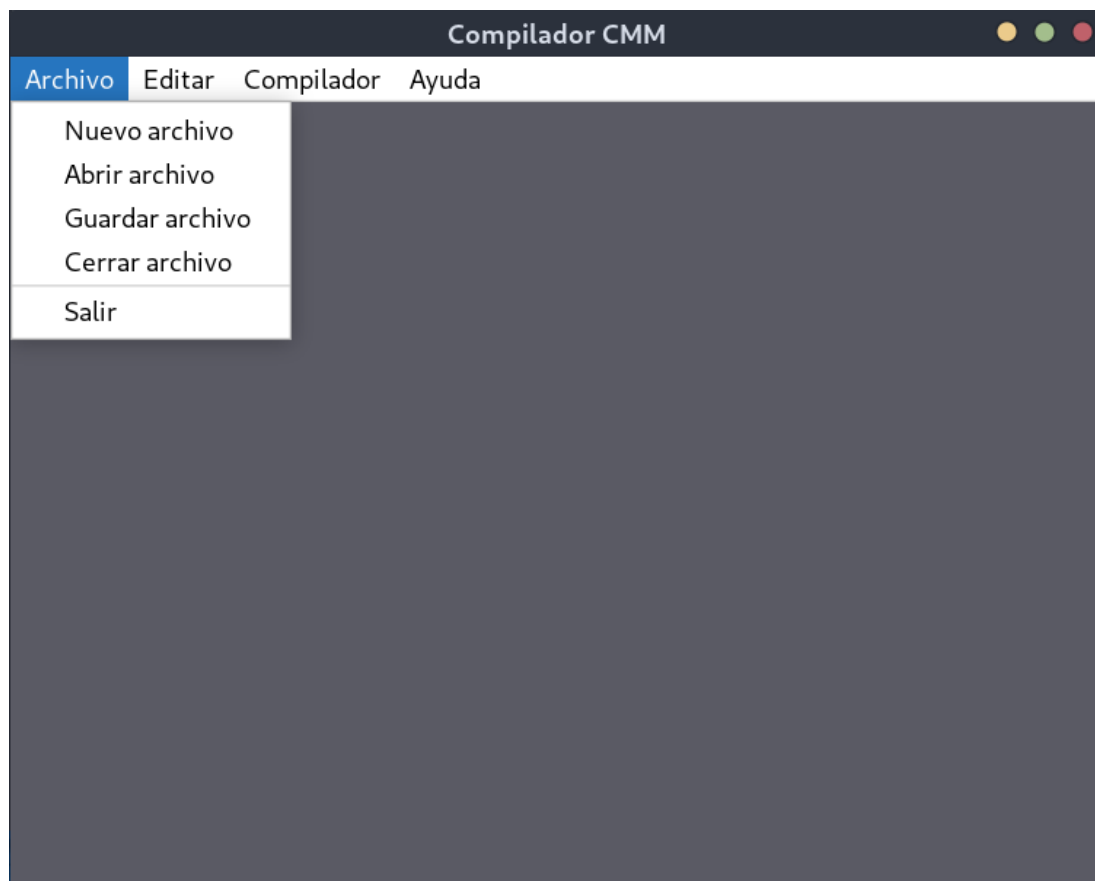 Compilador CMM
Archivo Editar Compilador Ayuda
Nuevo archivo
Abrir archivo
Guardar archivo
Cerrar archivo
Salir